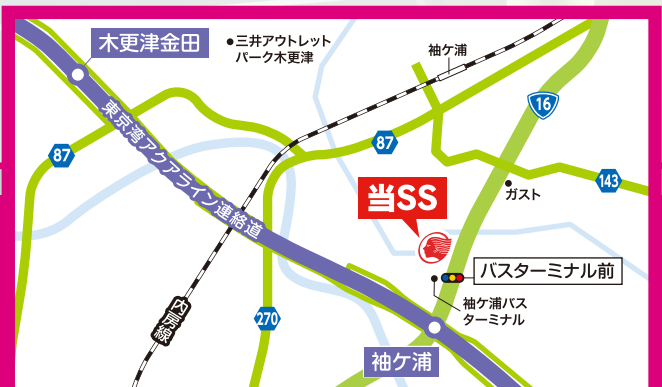 木更津金田
三井アウトレット
パーク木更津
袖ケ浦
16
東京湾アクアライン連絡道
87
87
143
ガスト
当SS
バスターミナル前
袖ケ浦バス
ターミナル
内房線
270
袖ケ浦